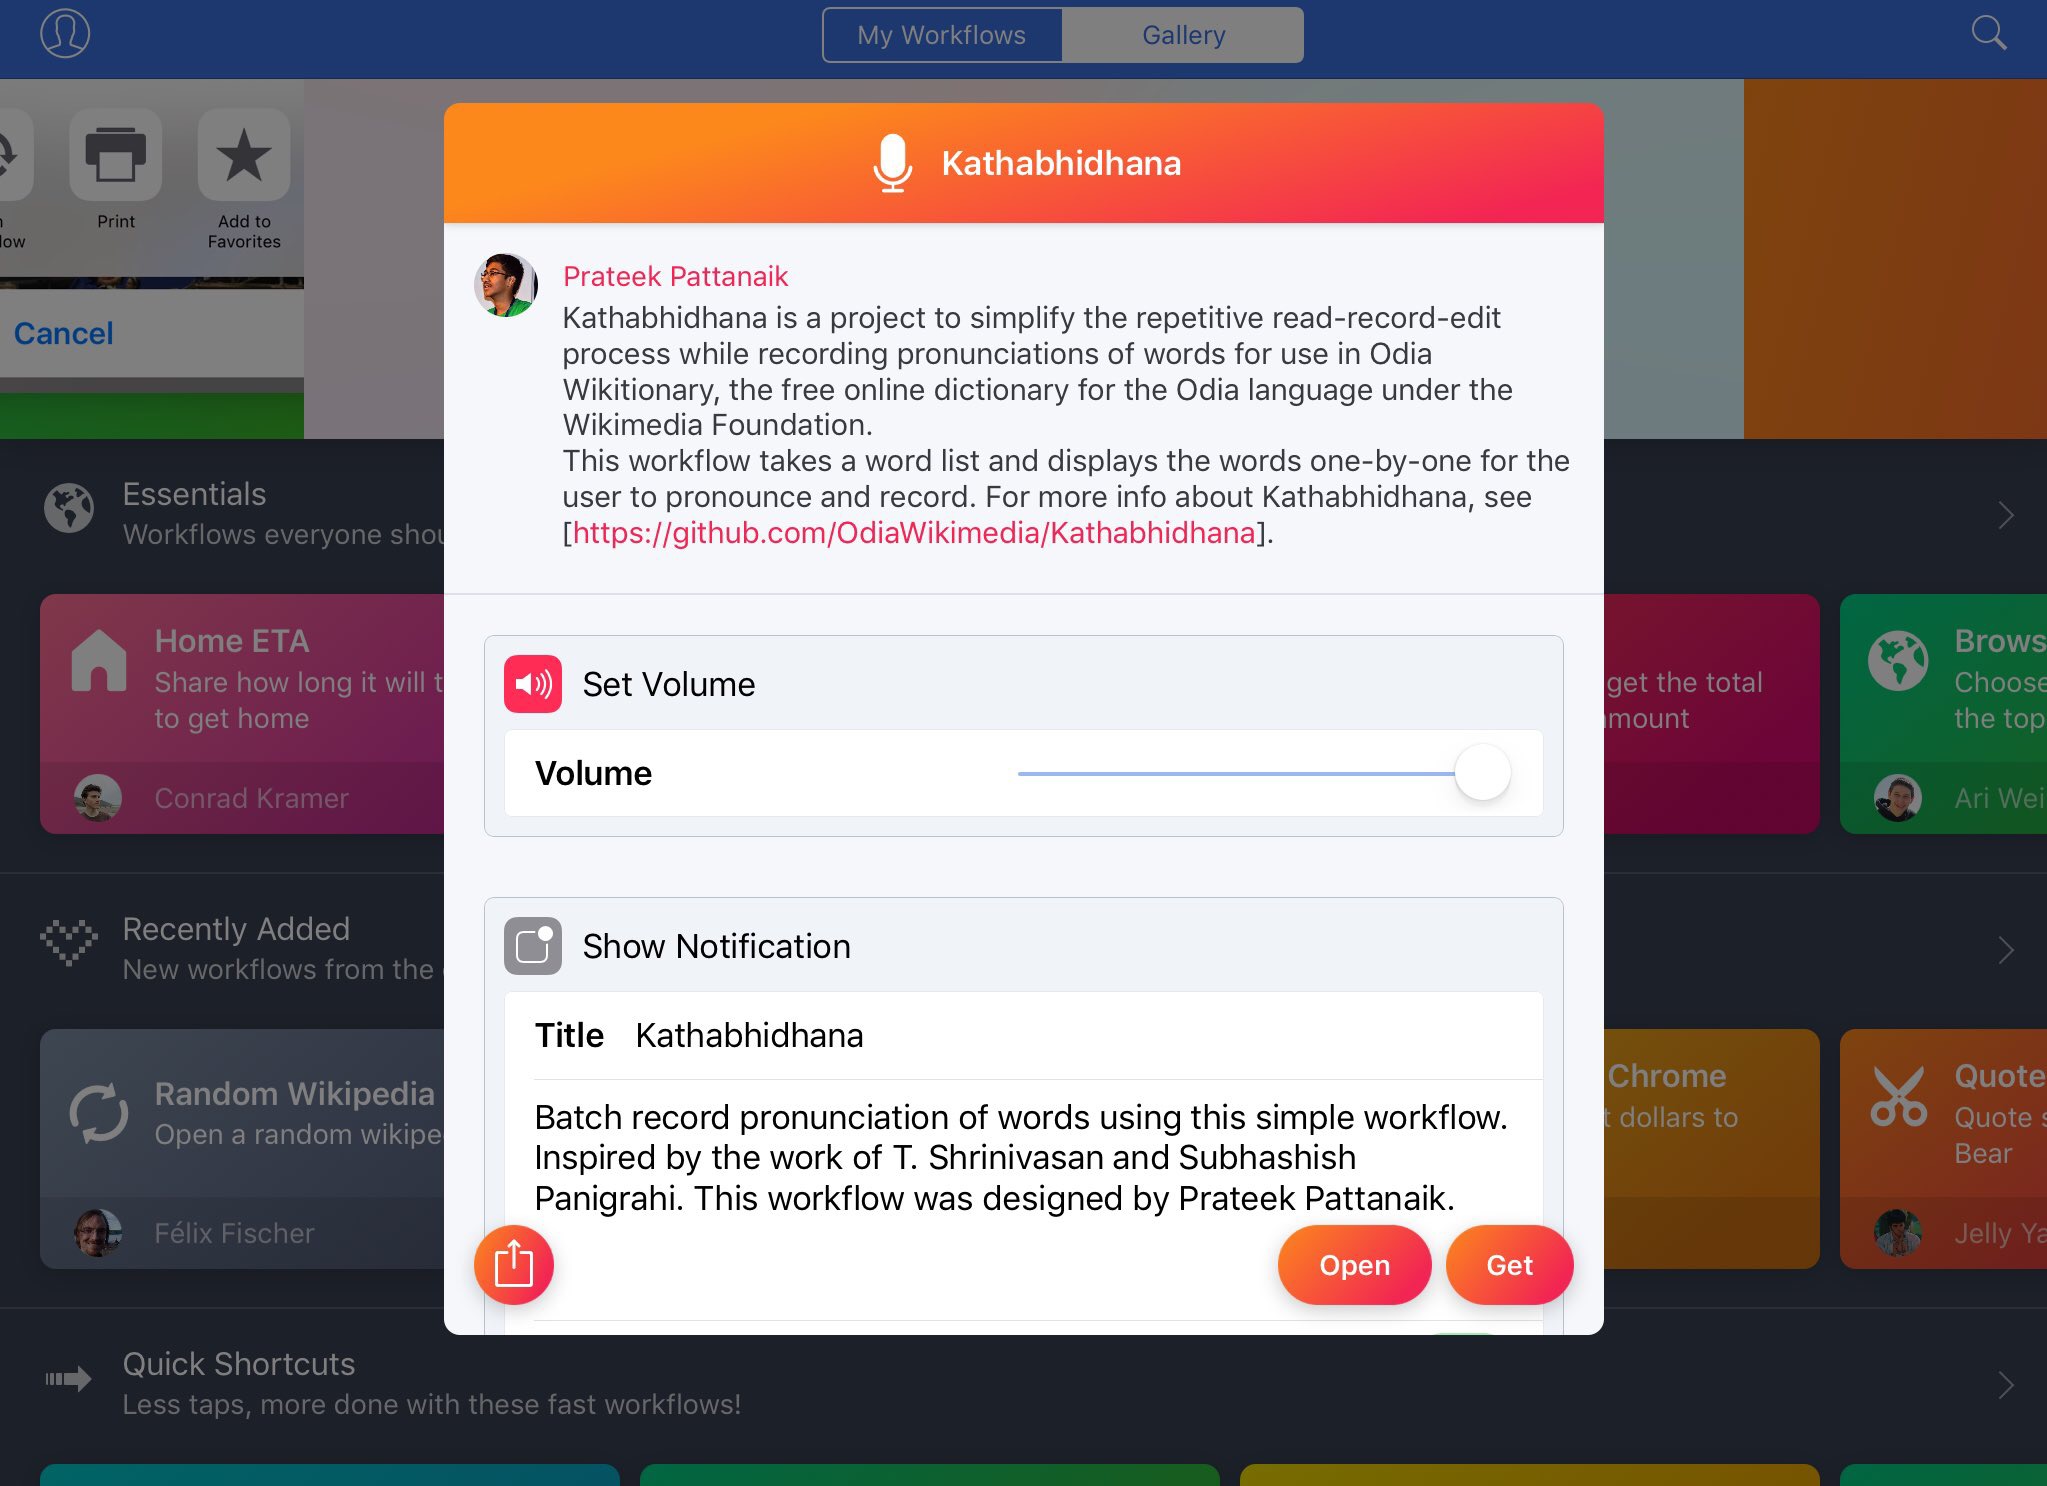 My Workflows
Gallery
Print
Add to
Favorites
Cancel
Kathabhidhana
Prateek Pattanaik
Kathabhidhana is a project to simplify the repetitive read-record-edit
process while recording pronunciations of words for use in Odia
Wikitionary, the free online dictionary for the Odia language under the
Wikimedia Foundation.
This workflow takes a word list and displays the words one-by-one for the
user to pronounce and record. For more info about Kathabhidhana, see
[https://github.com/OdiaWikimedia/Kathabhidhana].
Set Volume
Volume
Show Notification
Title Kathabhidhana
Batch record pronunciation of words using this simple workflow.
Inspired by the work of T. Shrinivasan and Subhashish
Panigrahi. This workflow was designed by Prateek Pattanaik.
Open
Get
Essentials
Workflows everyone
Home ETA
Share how long it will
to get home
Conrad Kramer
get the total
Choose
the top
Ari
Recently Added
New workflows from the
Random Wikipedia
Open a random
Félix Fischer
Chrome
dollars to
Quote
Quote
Bear
Jelly
Quick Shortcuts
Less taps, more done with these fast workflows!